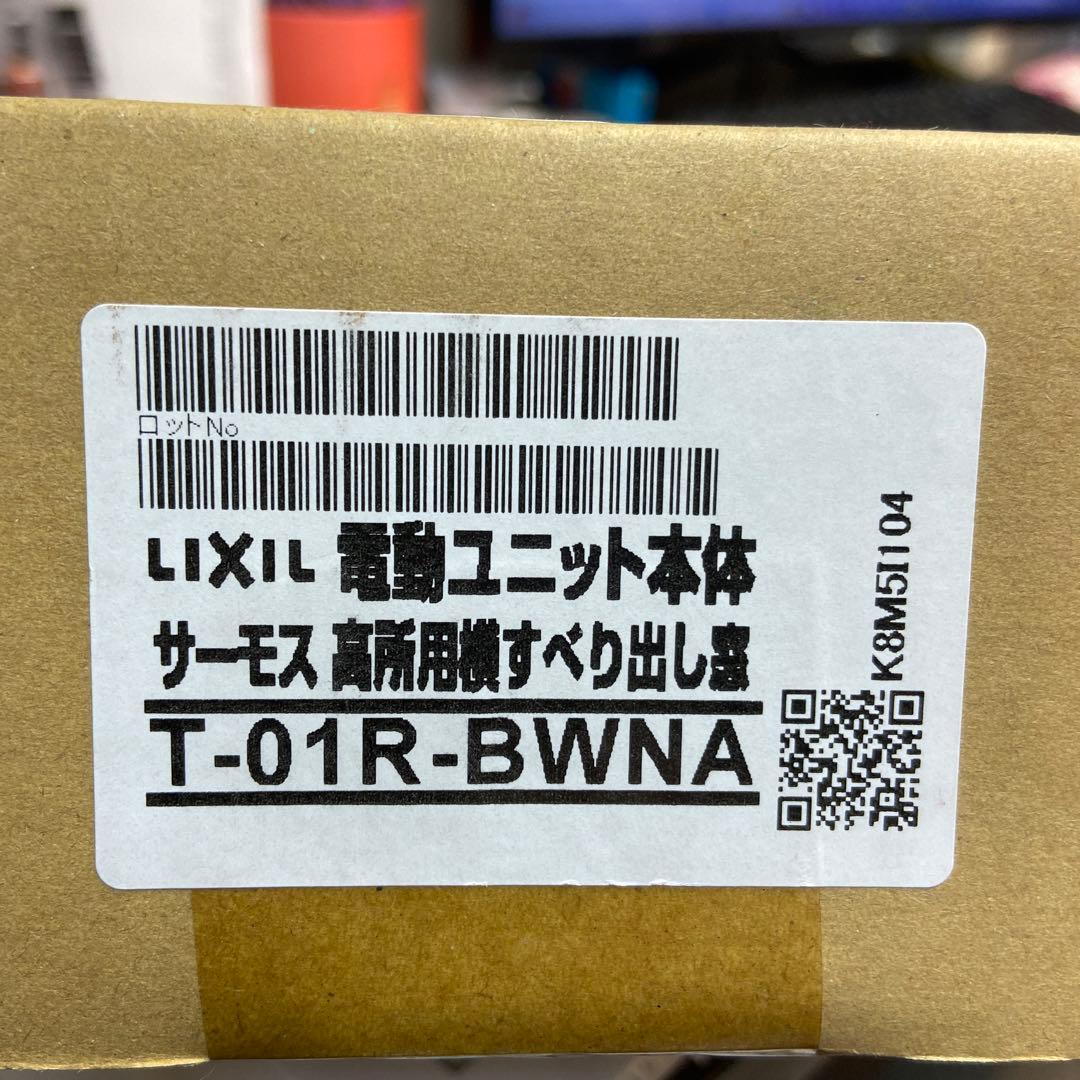 ロットNo
LIXIL 電動ユニット本体
サーモス 高所用横すべり出し窓
T-01R-BWNA
K8M5I104